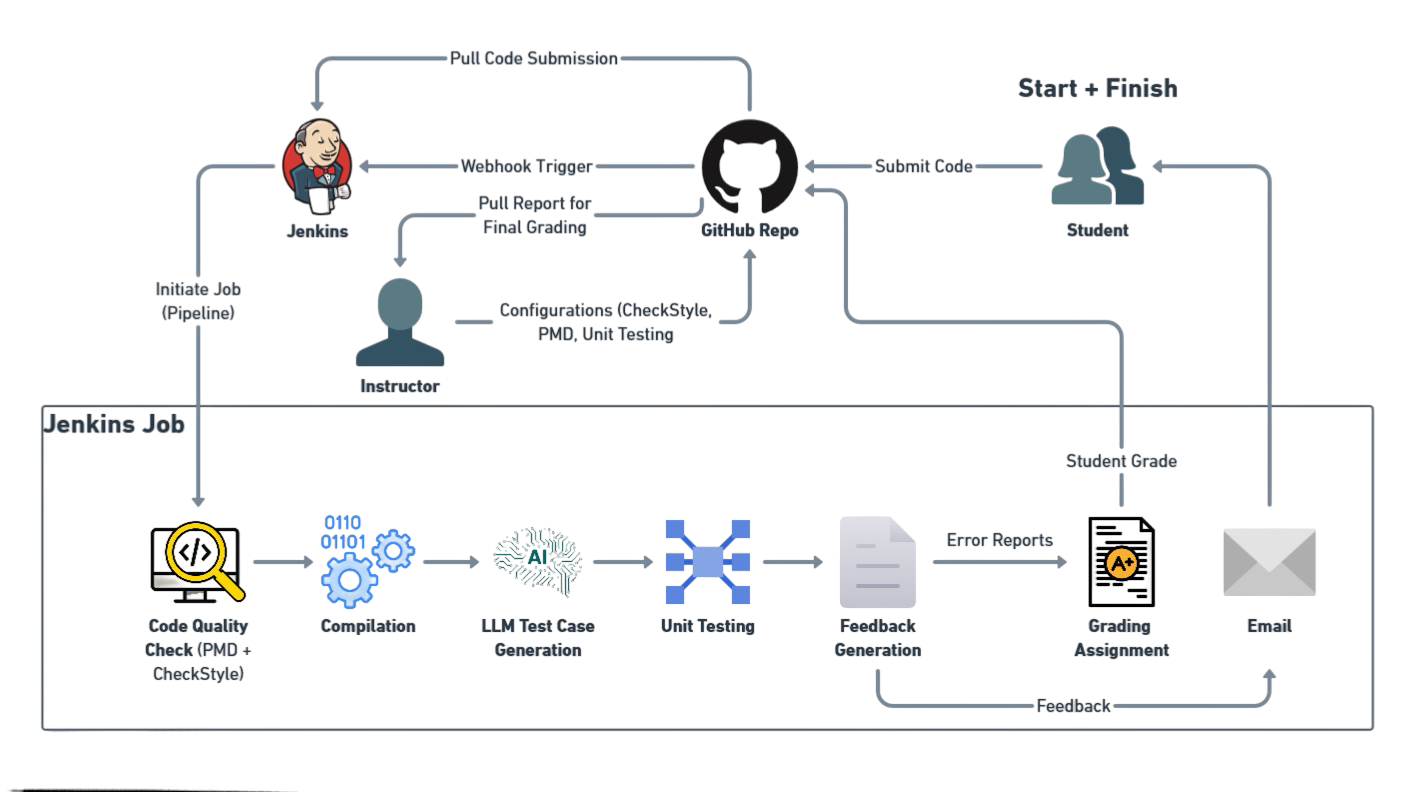 Pull Code Submission
Start + Finish
Webhook Trigger
Submit Code
Pull Report for
Final Grading
Jenkins
GitHub Repo
Student
Initiate Job
(Pipeline)
Configurations (CheckStyle,
PMD, Unit Testing
Instructor
Jenkins Job
Student Grade
0110
01101
</>
AI
A+
Error Reports
Code Quality
Check (PMD +
CheckStyle)
Compilation
LLM Test Case
Generation
Unit Testing
Feedback
Generation
Grading
Assignment
Email
Feedback